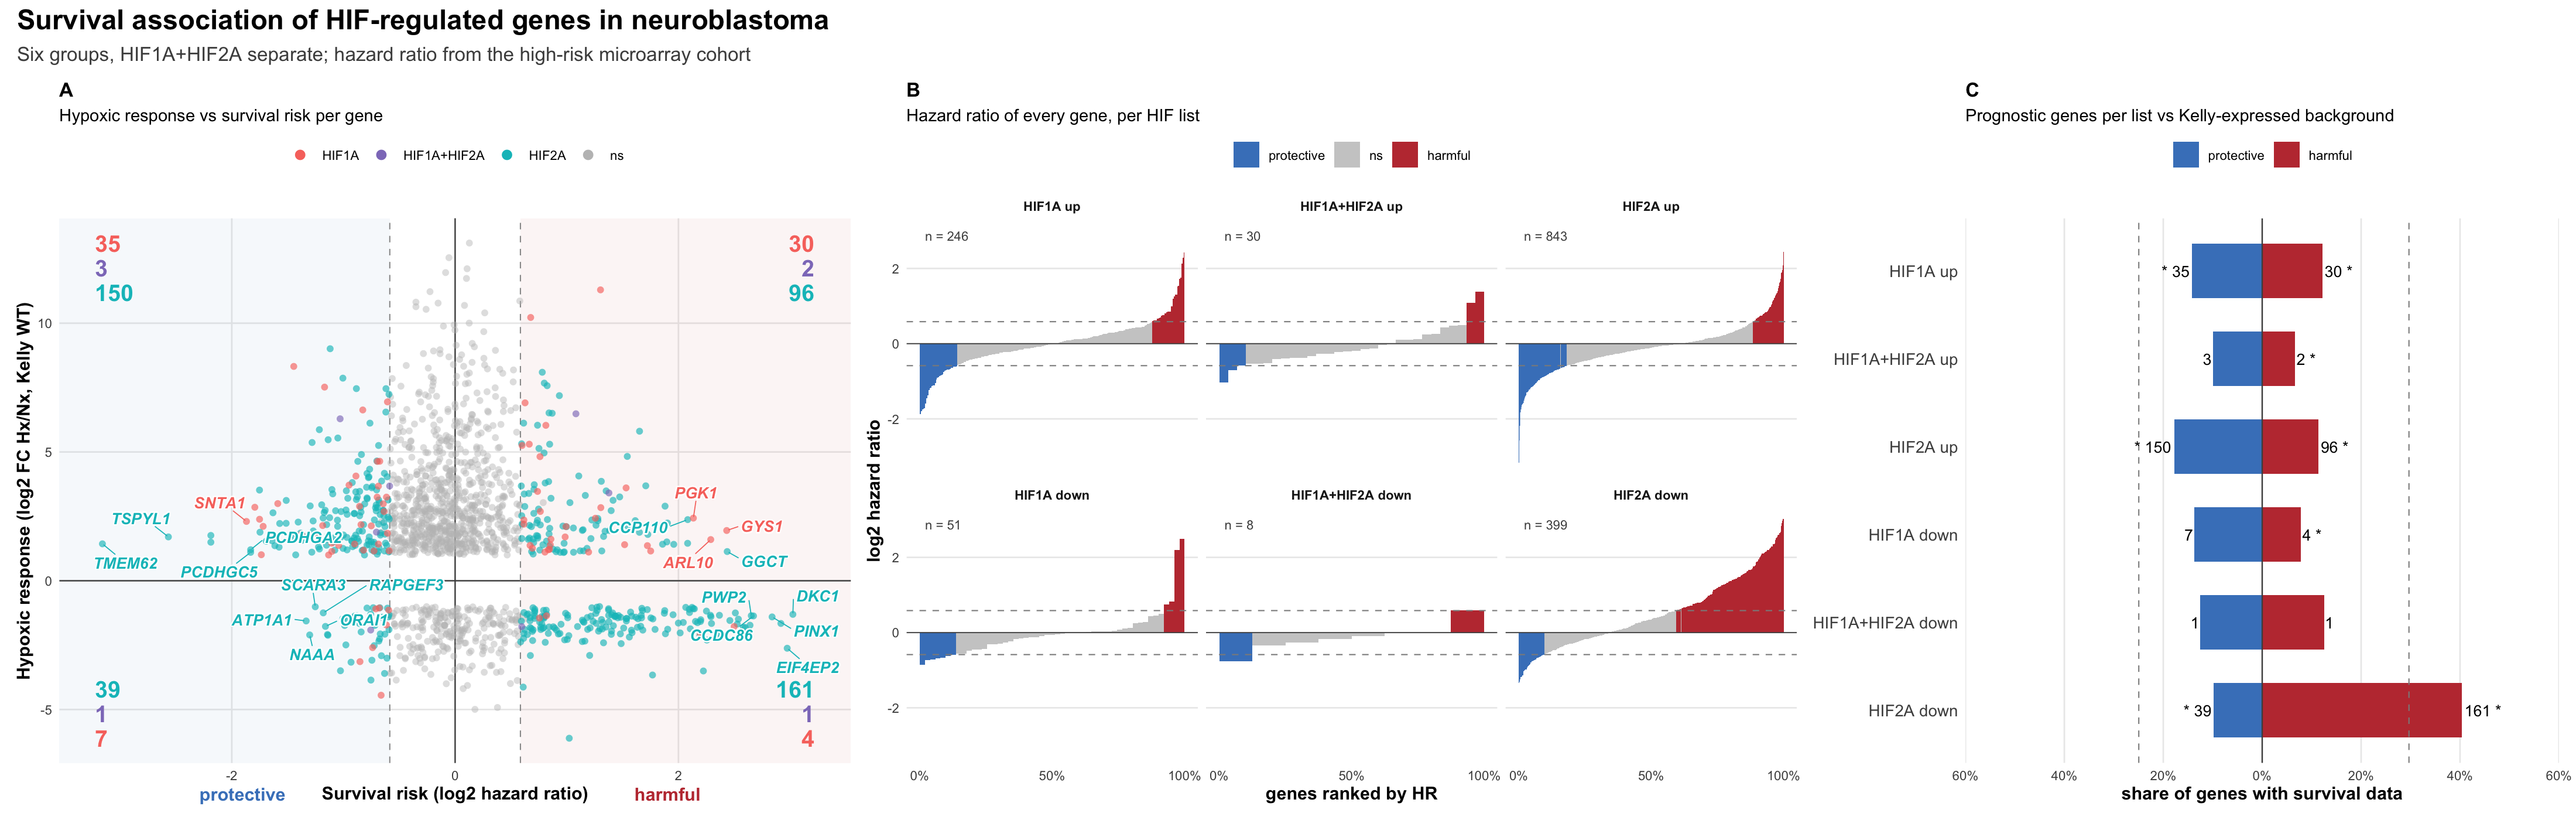 Survival association of HIF-regulated genes in neuroblastoma
Six groups, HIF1A+HIF2A separate; hazard ratio from the high-risk microarray cohort
A
Hypoxic response vs survival risk per gene
HIF1A HIF1A+HIF2A HIF2A ns
35
3
150
30
2
96
10
5
0
-5
Hypoxic response (log2 FC Hx/Nx, Kelly WT)
SNTA1
TSPYL1
TMEM62
PCDHGA2
PCDHGC5
PGK1
CCP110
GYS1
ARL10
GGCT
SCARA3
RAPGEF3
ATP1A1
ORAI1
NAAA
PWP2
DKC1
CCDC86
PINX1
EIF4EP2
39
1
7
161
1
4
-2 0 2
protective
Survival risk (log2 hazard ratio)
harmful
B
Hazard ratio of every gene, per HIF list
protective ns harmful
HIF1A up
HIF1A+HIF2A up
HIF2A up
n = 246
n = 30
n = 843
2
0
-2
log2 hazard ratio
HIF1A down
HIF1A+HIF2A down
HIF2A down
n = 51
n = 8
n = 399
2
0
-2
0% 50% 100%
0% 50% 100%
0% 50% 100%
genes ranked by HR
C
Prognostic genes per list vs Kelly-expressed background
protective harmful
HIF1A up
* 35
30 *
HIF1A+HIF2A up
3
2 *
HIF2A up
* 150
96 *
HIF1A down
7
4 *
HIF1A+HIF2A down
1
1
HIF2A down
* 39
161 *
60% 40% 20% 0% 20% 40% 60%
share of genes with survival data